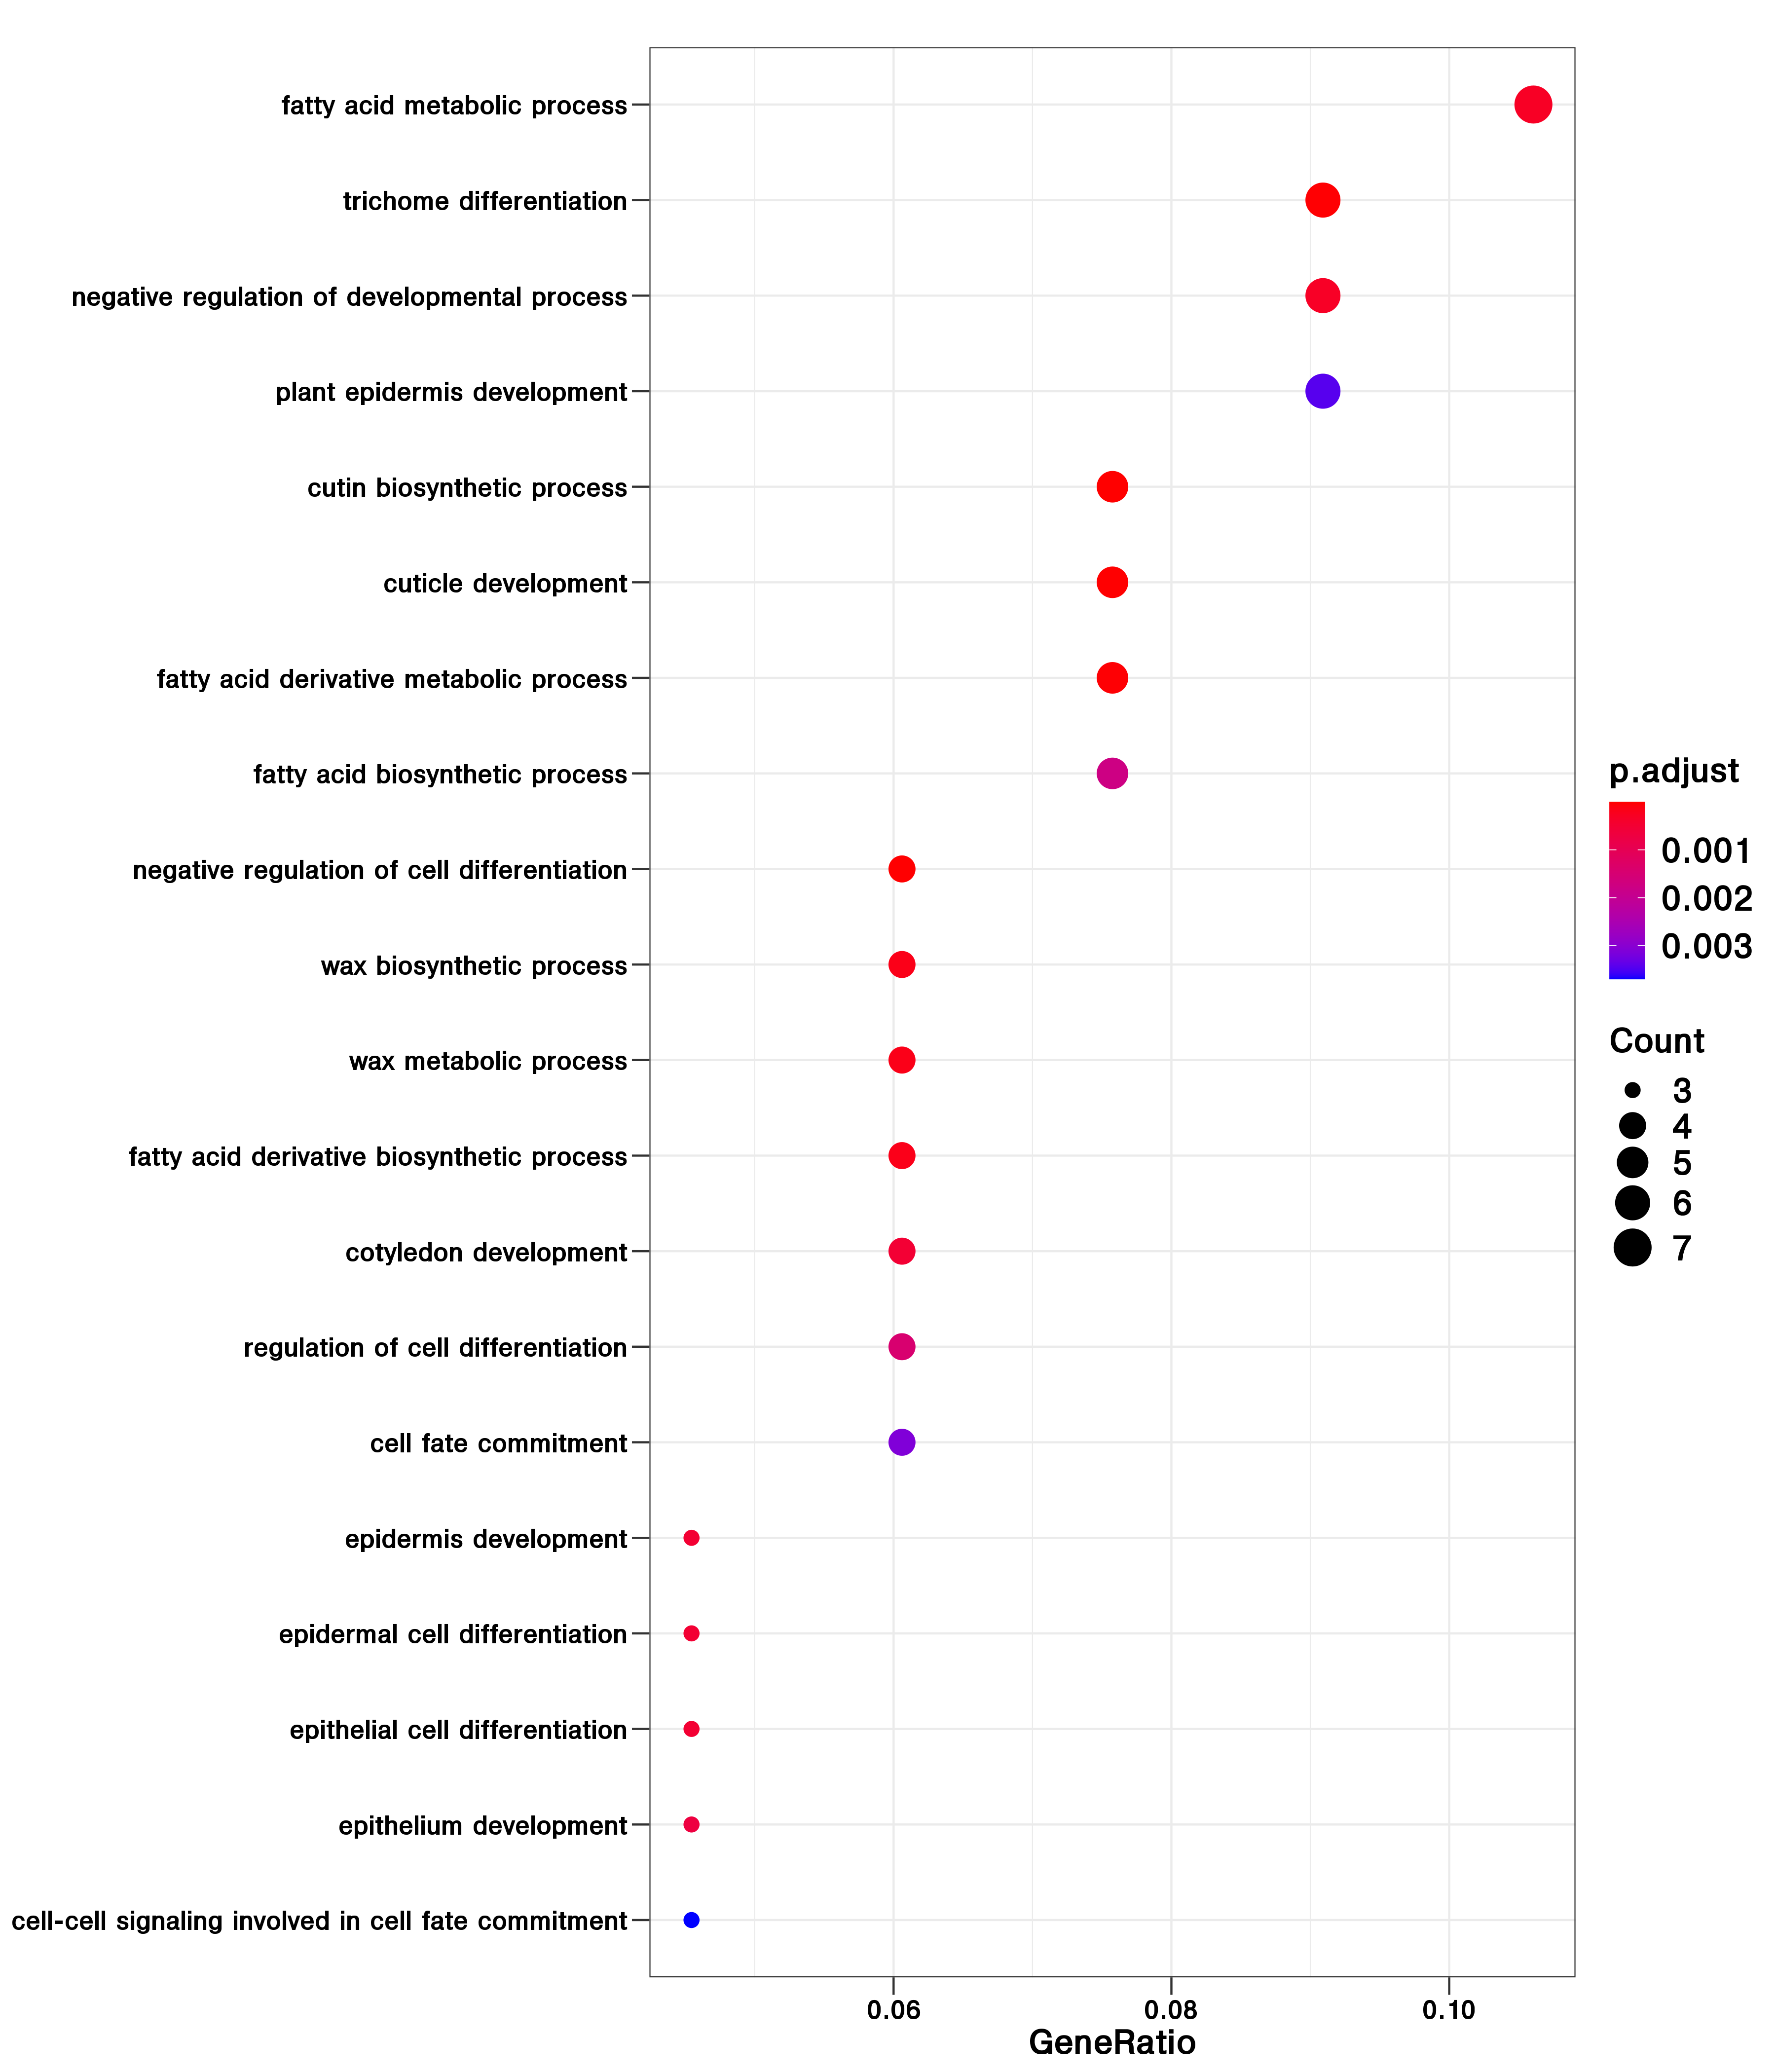 fatty acid metabolic process
trichome differentiation
negative regulation of developmental process
plant epidermis development
cutin biosynthetic process
cuticle development
fatty acid derivative metabolic process
fatty acid biosynthetic process
negative regulation of cell differentiation
wax biosynthetic process
wax metabolic process
fatty acid derivative biosynthetic process
cotyledon development
regulation of cell differentiation
cell fate commitment
epidermis development
epidermal cell differentiation
epithelial cell differentiation
epithelium development
cell-cell signaling involved in cell fate commitment
0.06 0.08 0.10
GeneRatio
p.adjust
0.001
0.002
0.003
Count
3
4
5
6
7